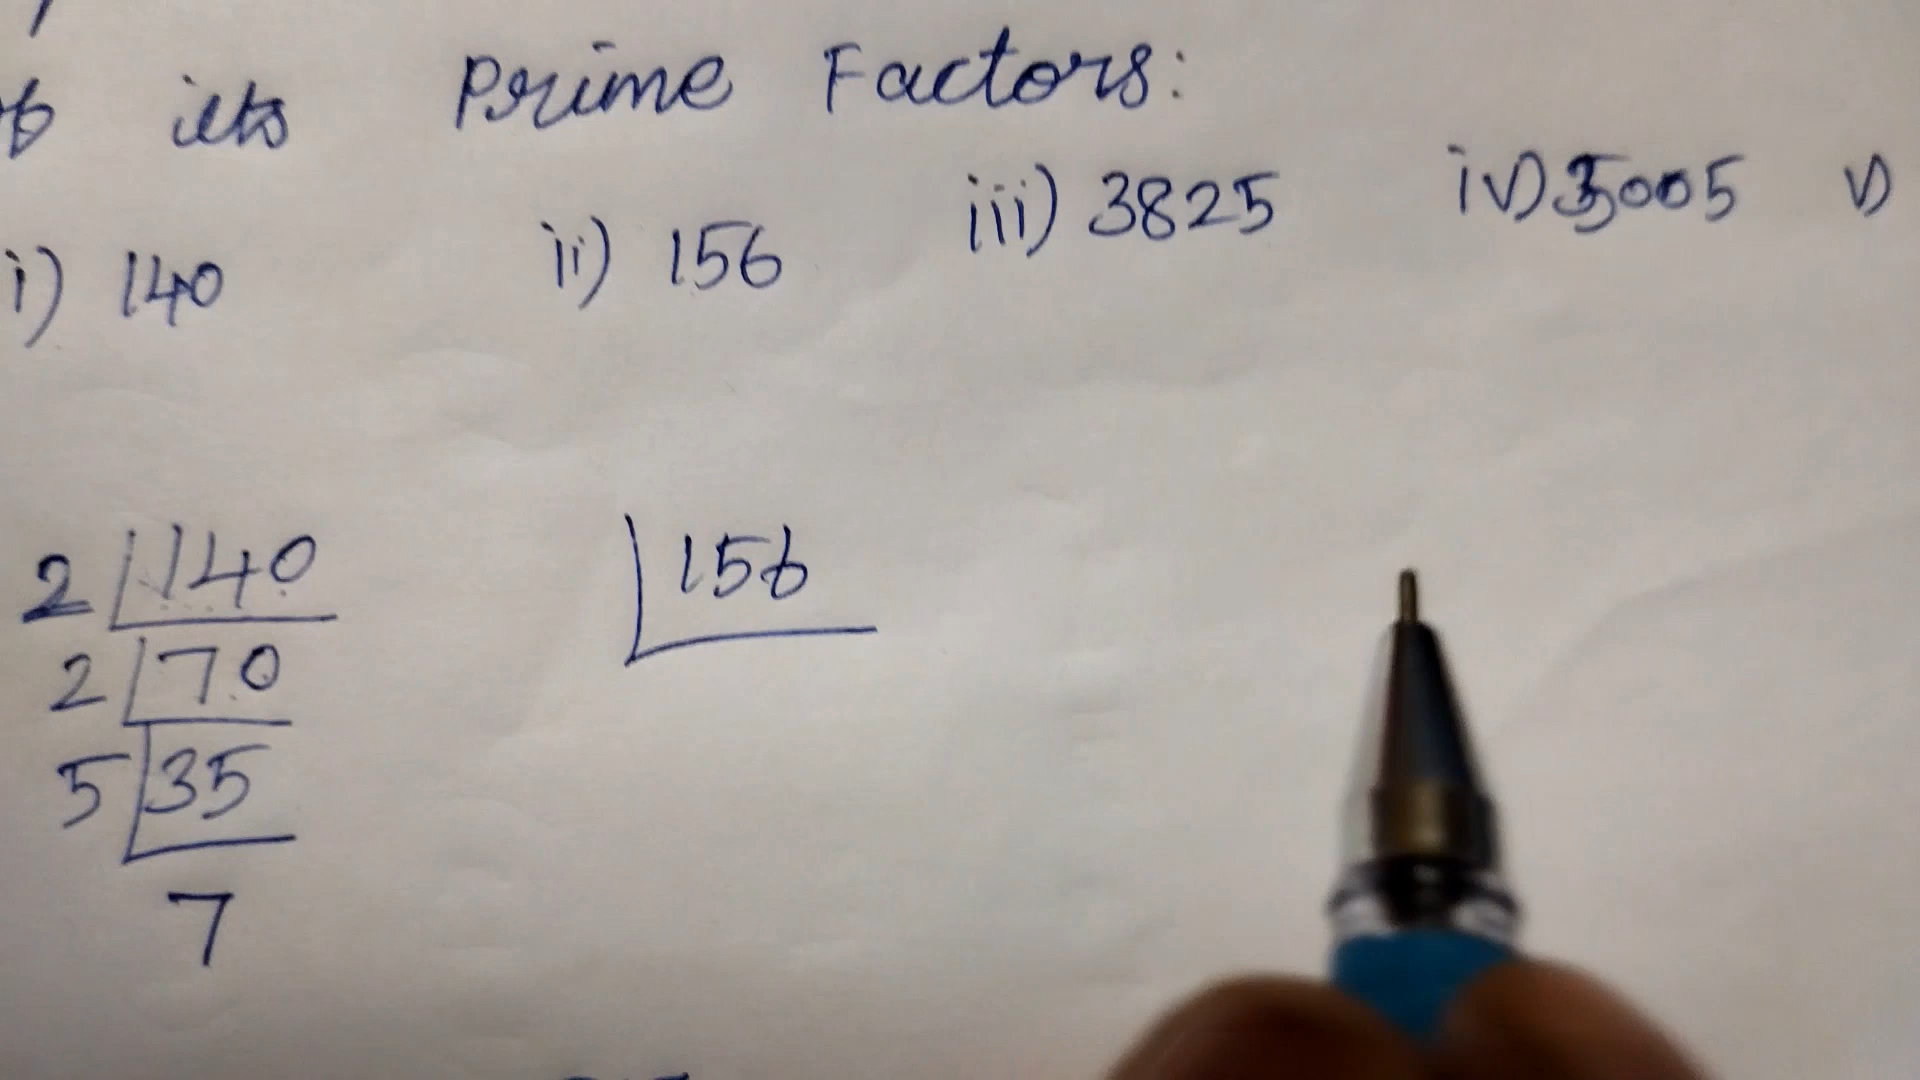 its Prime Factors:
i) 140 ii) 156 iii) 3825 iv) 5005 v)
2 140 156
2 70
5 35
7